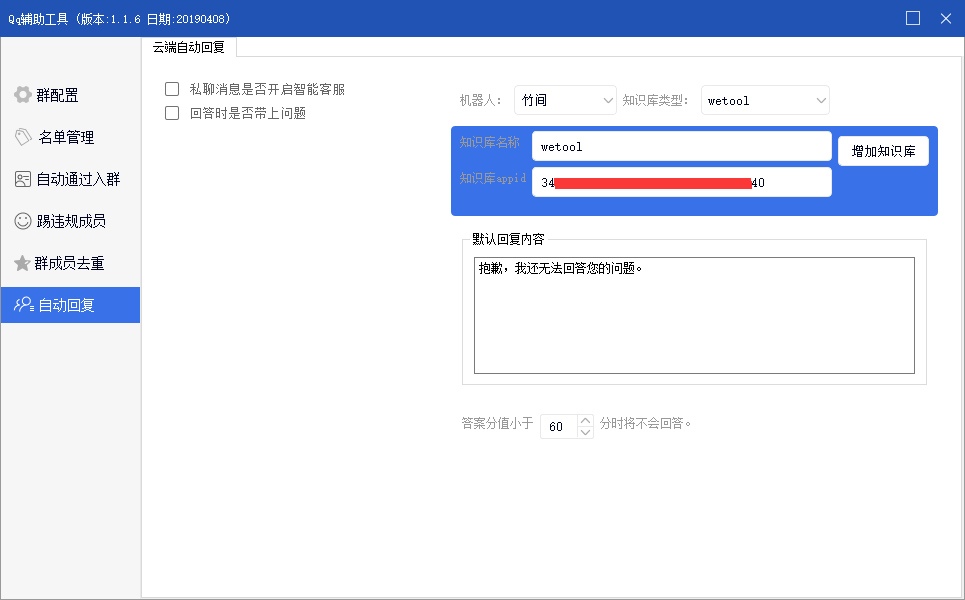 Qq辅助工具 (版本:1.1.6 日期:20190408)
群配置
名单管理
自动通过入群
踢违规成员
群成员去重
自动回复
云端自动回复
私聊消息是否开启智能客服
回答时是否带上问题
机器人: 竹间 知识库类型: wetool
知识库名称 wetool 增加知识库
知识库appid 34 40
默认回复内容
抱歉，我还无法回答您的问题。
答案分值小于 60 分时将不会回答。